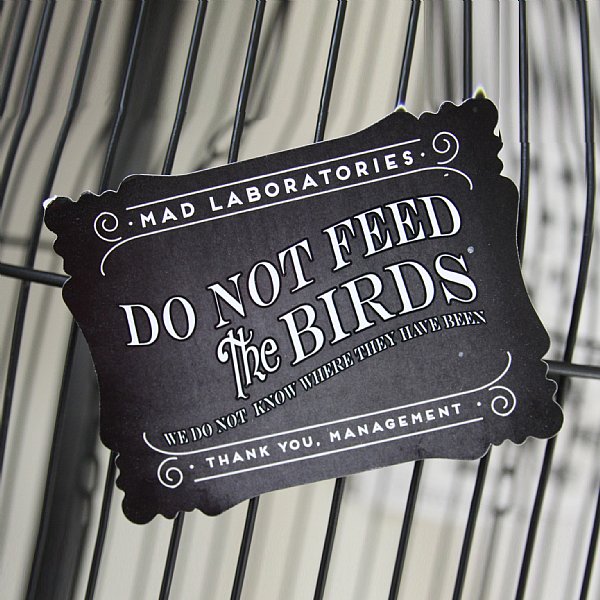 · MAD LABORATORIES ·
DO NOT FEED
The BIRDS
WE DO NOT KNOW WHERE THEY HAVE BEEN
· THANK YOU, MANAGEMENT ·